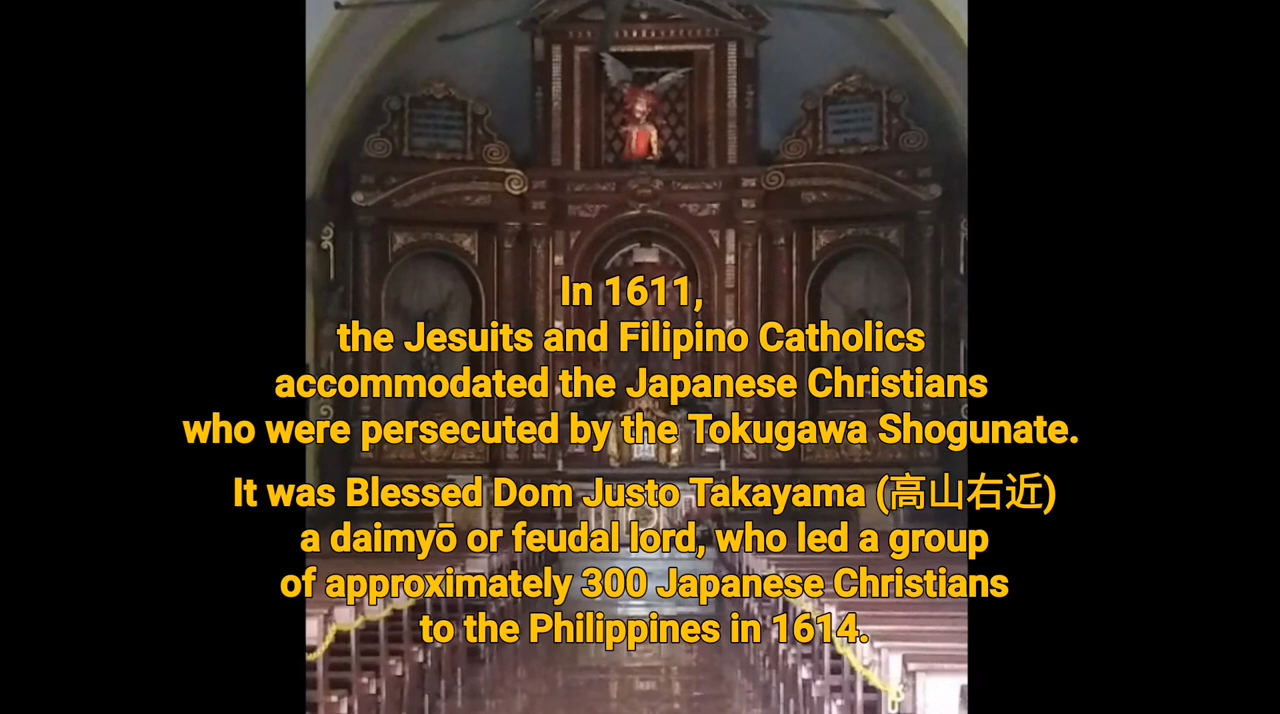 In 1611,
the Jesuits and Filipino Catholics
accommodated the Japanese Christians
who were persecuted by the Tokugawa Shogunate.
It was Blessed Dom Justo Takayama (高山右近)
a daimyō or feudal lord, who led a group
of approximately 300 Japanese Christians
to the Philippines in 1614.